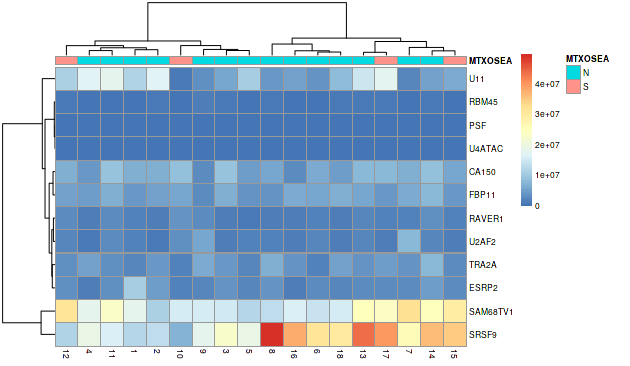 MTXOSEA
MTXOSEA
N
S
U11
RBM45
PSF
U4ATAC
CA150
FBP11
RAVER1
U2AF2
TRA2A
ESRP2
SAM68TV1
SRSF9
4e+07
3e+07
2e+07
1e+07
0
12 4 11 1 2 10 9 3 5 8 16 6 18 13 17 7 14 15